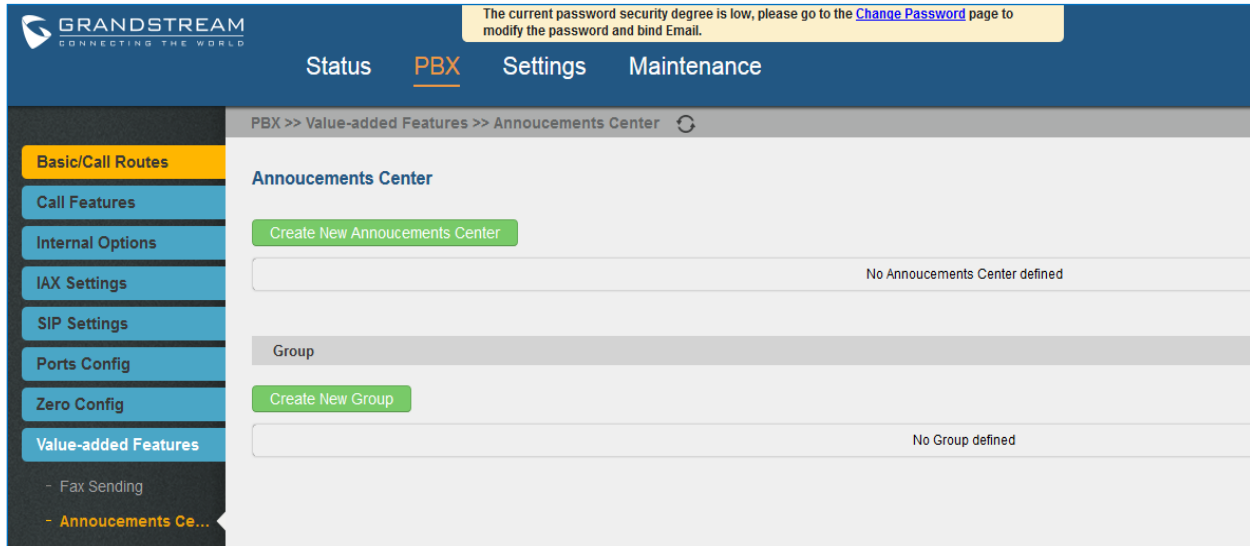 GRANDSTREAM
CONNECTING THE WORLD
The current password security degree is low, please go to the Change Password page to
modify the password and bind Email.
Status PBX Settings Maintenance
PBX >> Value-added Features >> Annoucements Center
Basic/Call Routes
Call Features
Internal Options
IAX Settings
SIP Settings
Ports Config
Zero Config
Value-added Features
- Fax Sending
- Annoucements Ce...
Annoucements Center
Create New Annoucements Center
No Annoucements Center defined
Group
Create New Group
No Group defined